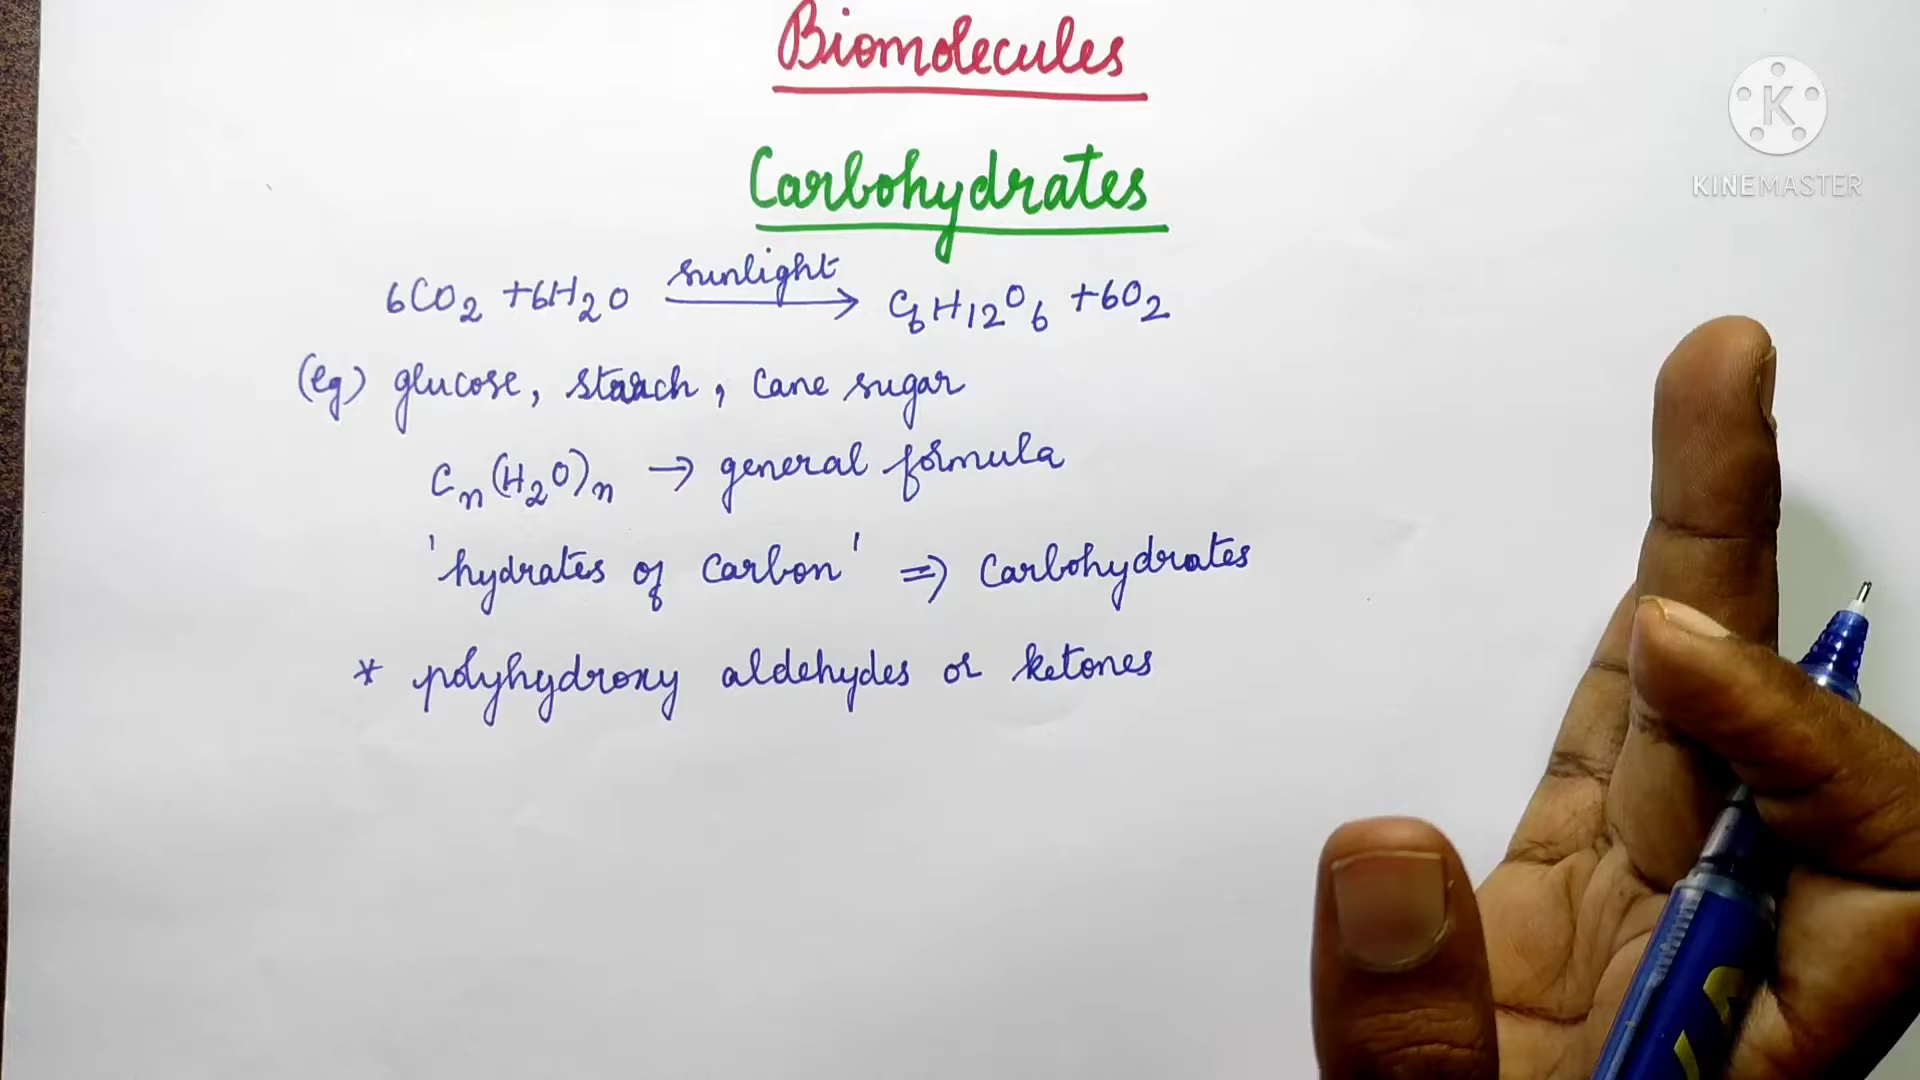 Biomolecules
K
KINEMASTER
Carbohydrates
6CO₂ +6H₂O sunlight → C₆H₁₂O₆ +6O₂
(eg) glucose, starch, cane sugar
Cₙ(H₂O)ₙ → general formula
'hydrates of carbon' ⇒ Carbohydrates
* polyhydroxy aldehydes or ketones